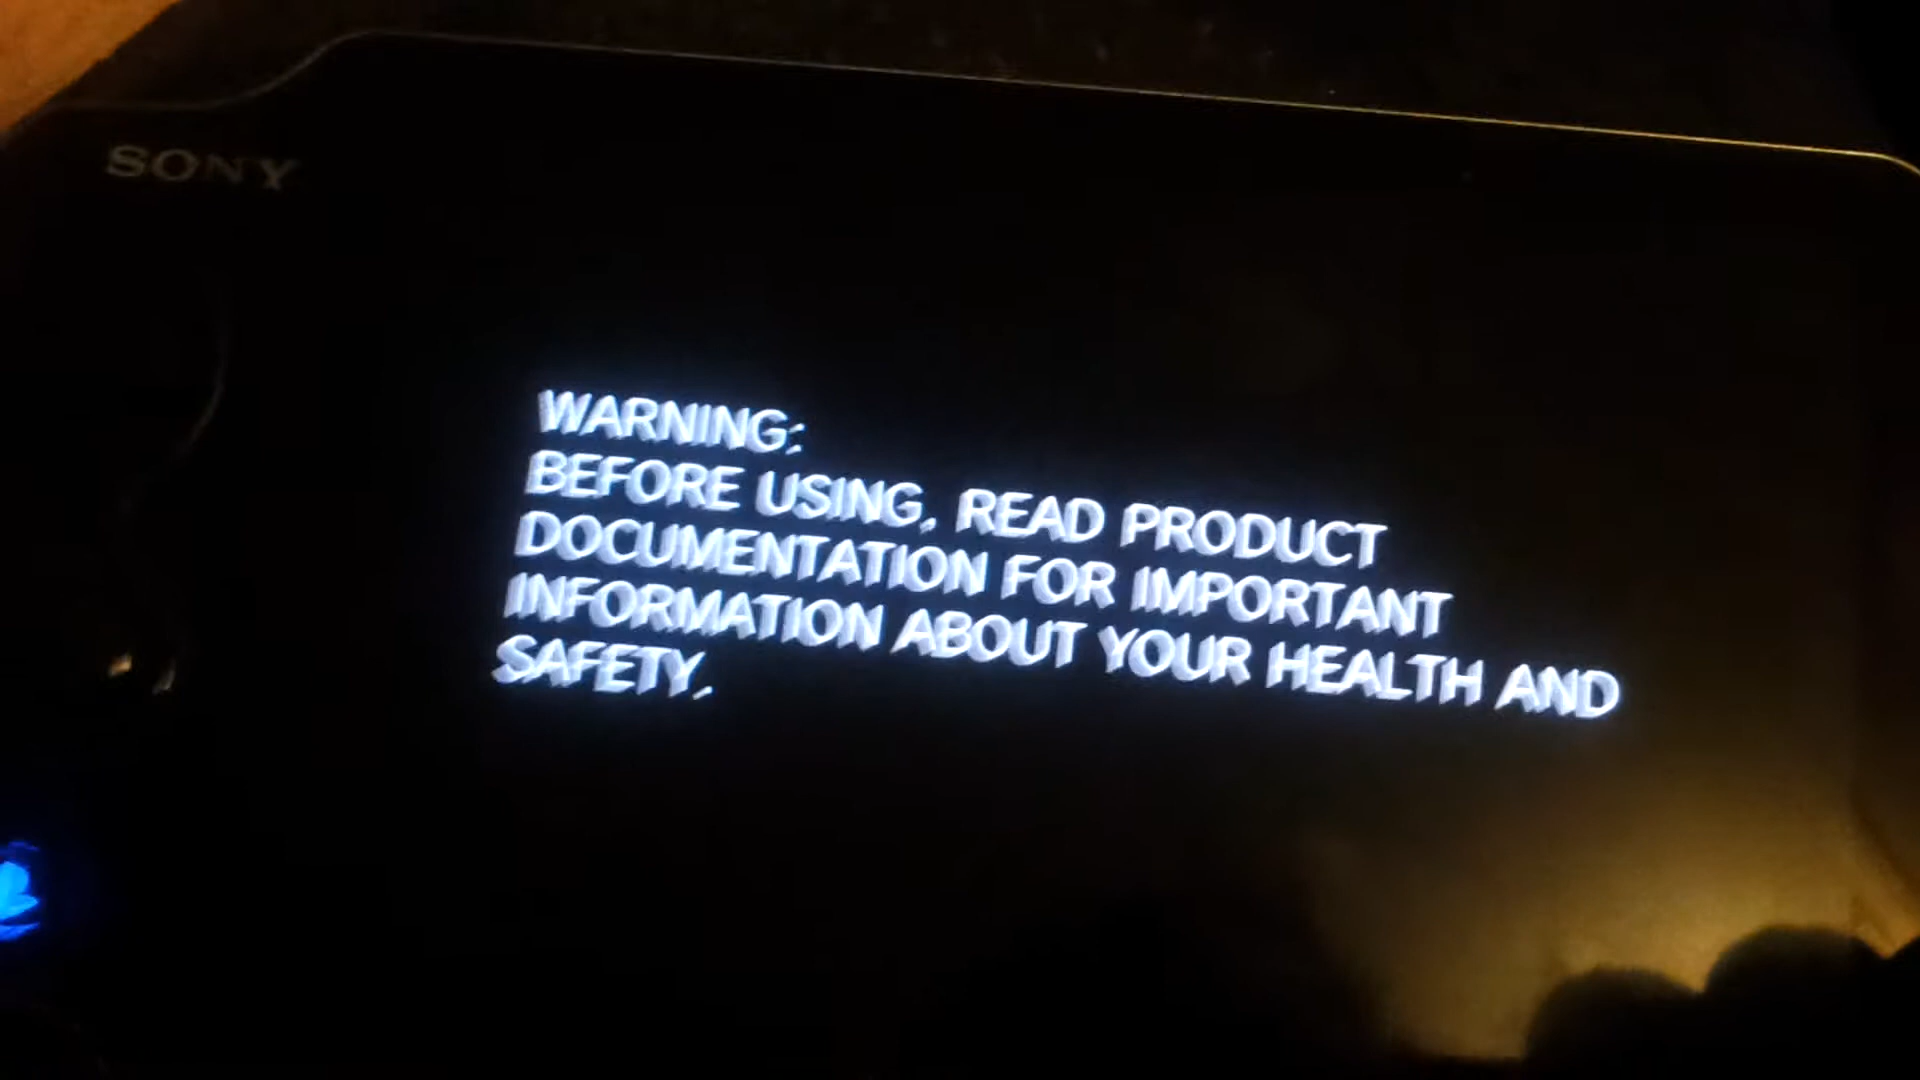 SONY
WARNING:
BEFORE USING, READ PRODUCT
DOCUMENTATION FOR IMPORTANT
INFORMATION ABOUT YOUR HEALTH AND
SAFETY.